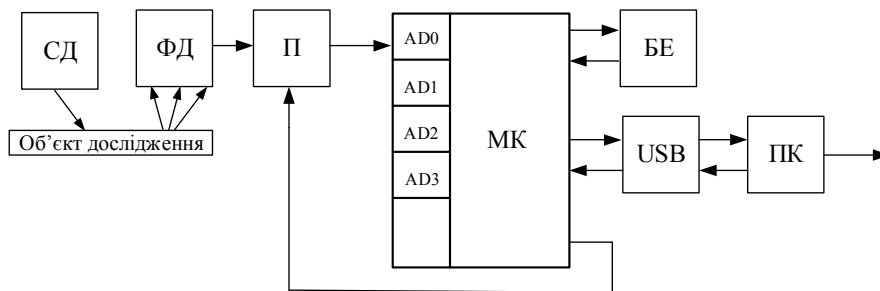 СД
ФД
П
AD0
AD1
AD2
AD3
МК
БЕ
USB
ПК
Об’єкт дослідження